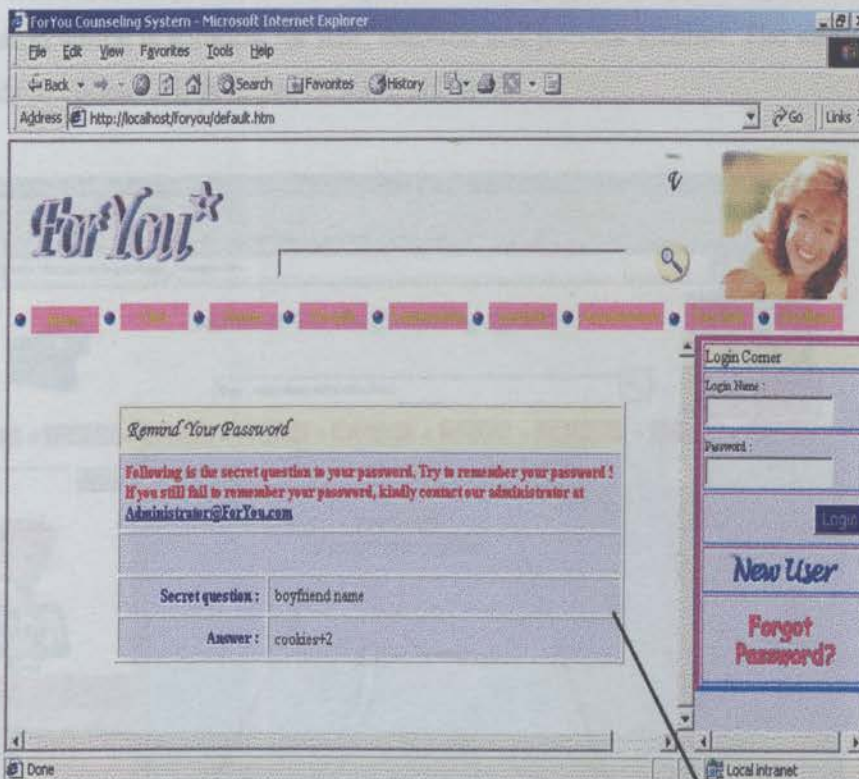 ForYou Counseling System - Microsoft Internet Explorer
File Edit View Favorites Tools Help
Back Search Favorites History
Address http://localhost/foryou/default.htm Go Links
ForYou
Login Corner
Login Name :
Password :
Login
New User
Forgot
Password?
Remind Your Password
Following is the secret question to your password. Try to remember your password !
If you still fail to remember your password, kindly contact our administrator at
Administrator@ForYou.com
Secret question : boyfriend name
Answer : cookies+2
Done Local intranet